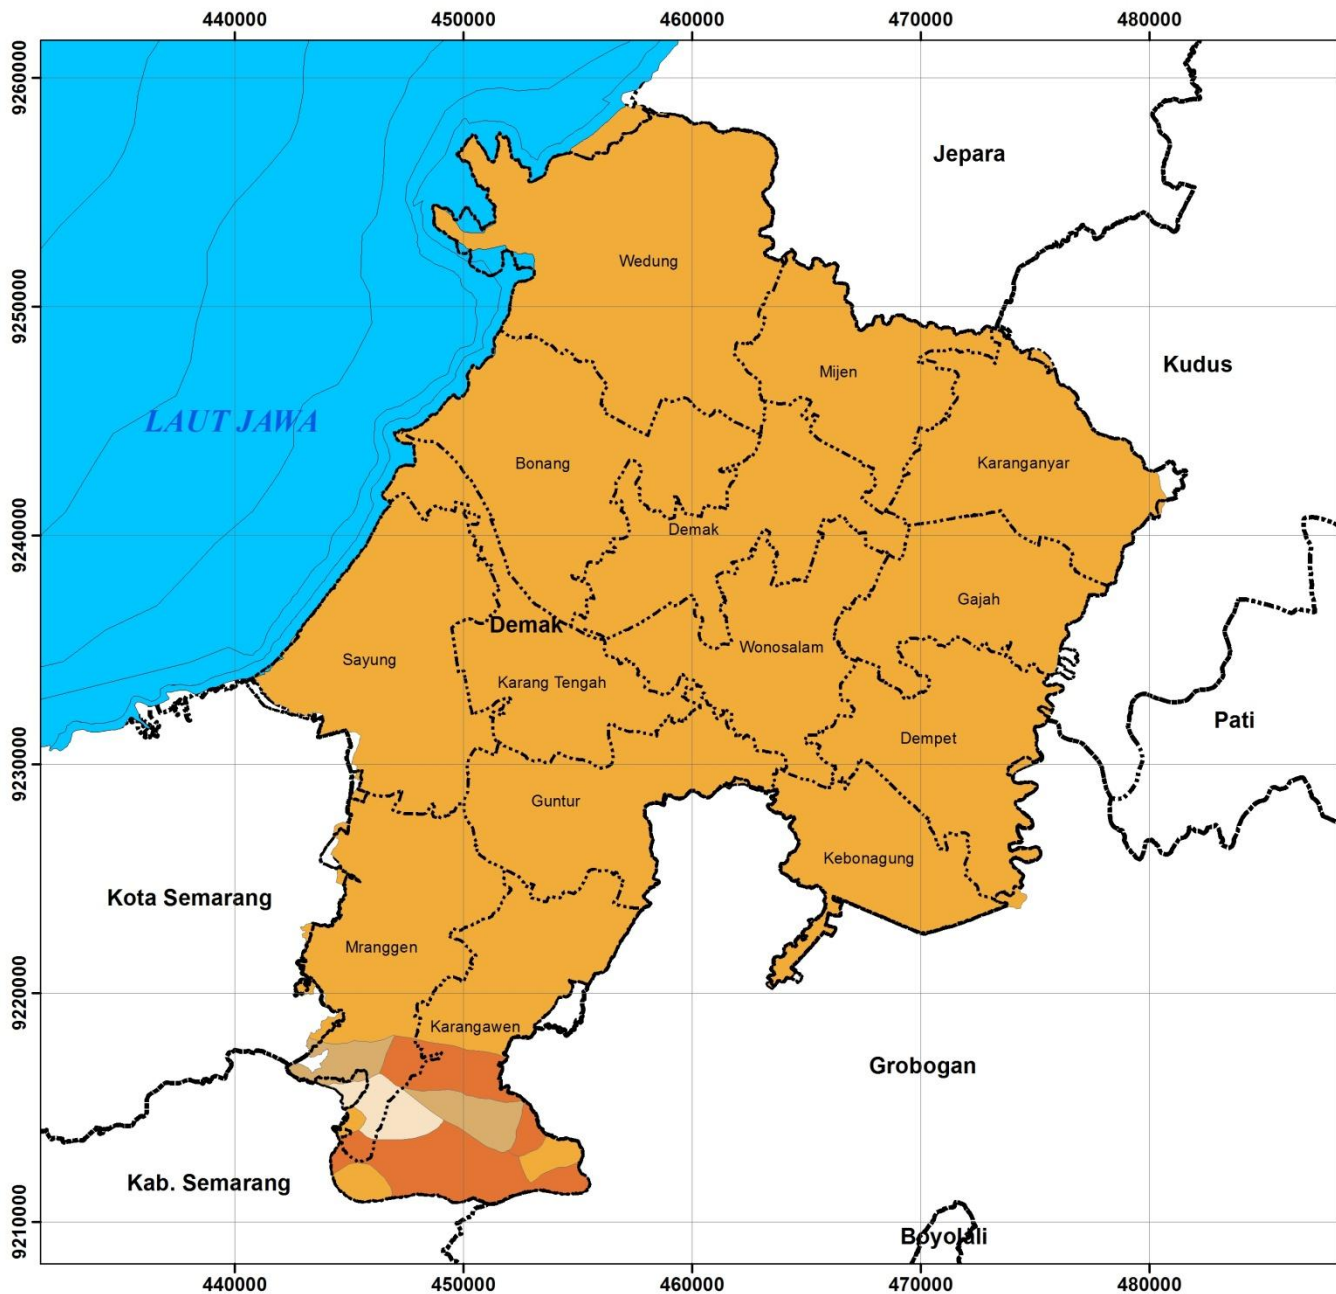 440000 450000 460000 470000 480000
9260000
Jepara
Wedung
9250000
Kudus
Mijen
LAUT JAWA
Bonang
Karanganyar
9240000
Demak
Gajah
Demak
Wonosalam
Sayung
Karang Tengah
Pati
Dempet
9230000
Guntur
Kebonagung
Kota Semarang
Mranggen
9220000
Karangawen
Grobogan
Kab. Semarang
9210000
Boyolali
440000 450000 460000 470000 480000